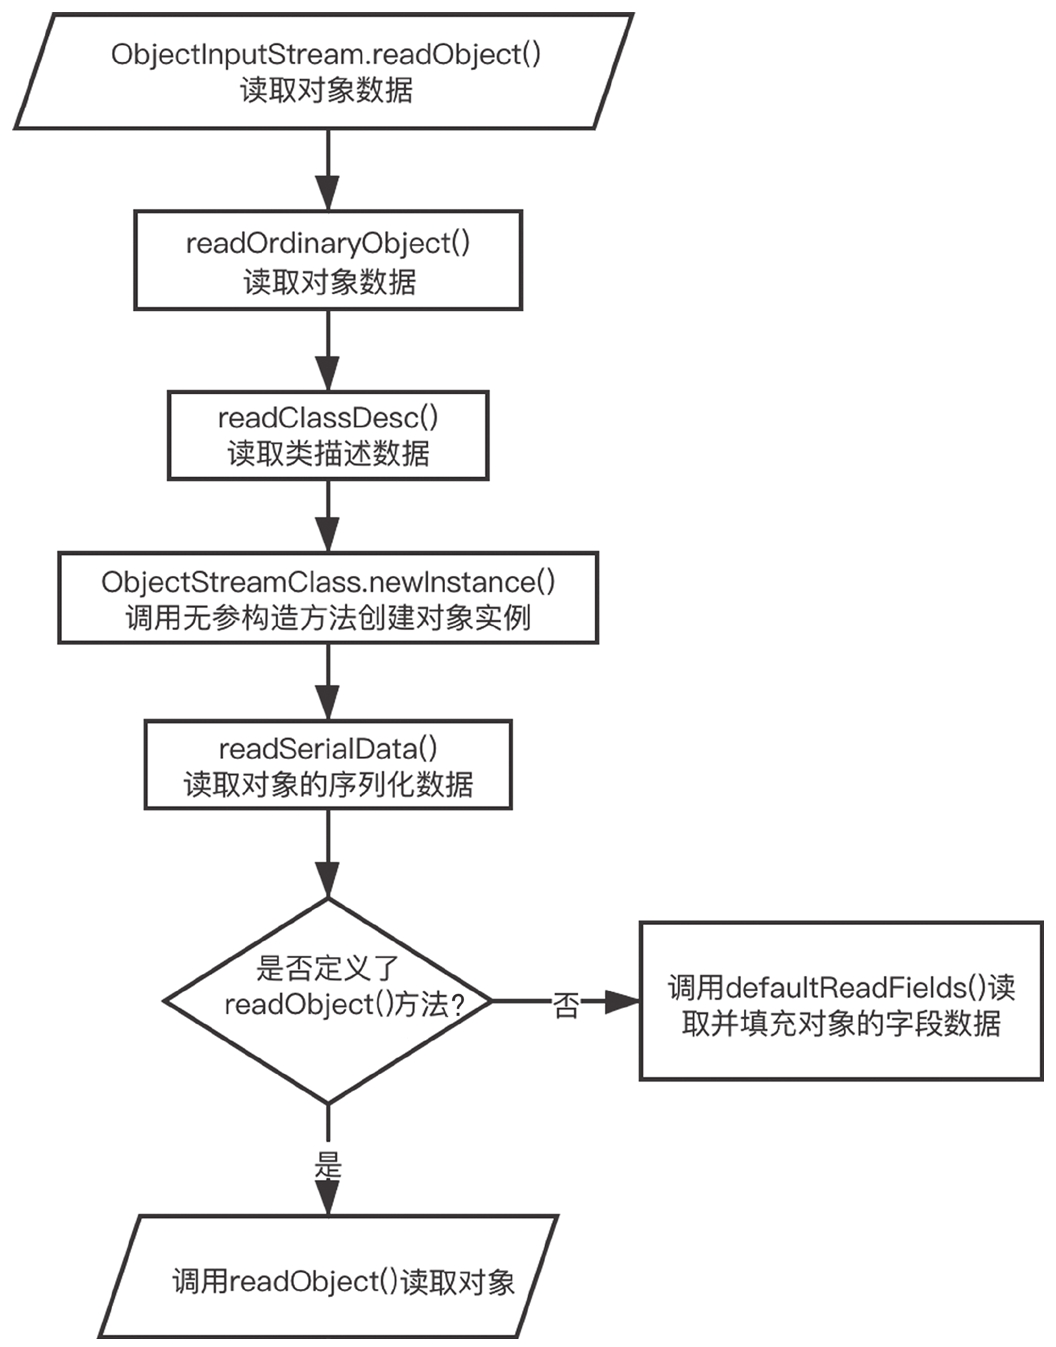 ObjectInputStream.readObject()
读取对象数据
readOrdinaryObject()
读取对象数据
readClassDesc()
读取类描述数据
ObjectStreamClass.newInstance()
调用无参构造方法创建对象实例
readSerialData()
读取对象的序列化数据
是否定义了
readObject()方法?
否
调用defaultReadFields()读
取并填充对象的字段数据
是
调用readObject()读取对象